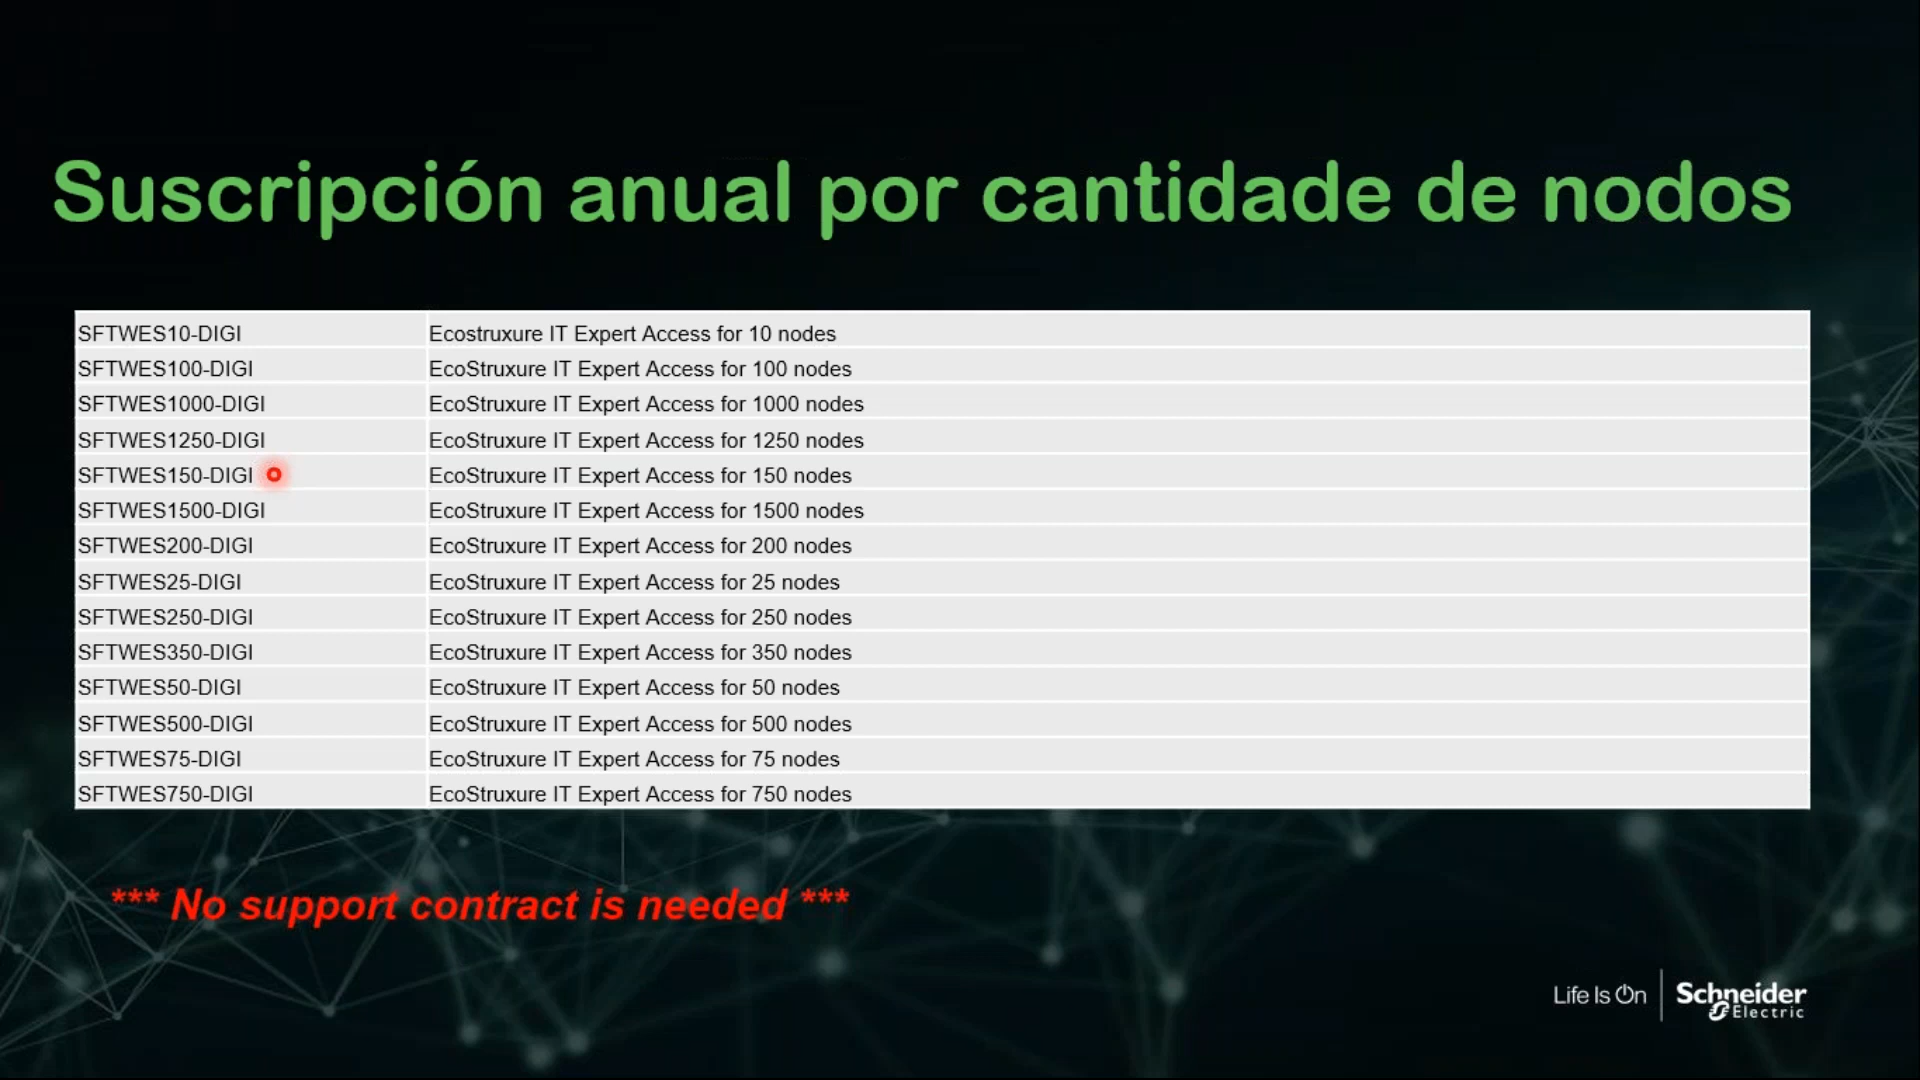 Suscripción anual por cantidade de nodos
SFTWES10-DIGI Ecostruxure IT Expert Access for 10 nodes
SFTWES100-DIGI EcoStruxure IT Expert Access for 100 nodes
SFTWES1000-DIGI EcoStruxure IT Expert Access for 1000 nodes
SFTWES1250-DIGI EcoStruxure IT Expert Access for 1250 nodes
SFTWES150-DIGI EcoStruxure IT Expert Access for 150 nodes
SFTWES1500-DIGI EcoStruxure IT Expert Access for 1500 nodes
SFTWES200-DIGI EcoStruxure IT Expert Access for 200 nodes
SFTWES25-DIGI EcoStruxure IT Expert Access for 25 nodes
SFTWES250-DIGI EcoStruxure IT Expert Access for 250 nodes
SFTWES350-DIGI EcoStruxure IT Expert Access for 350 nodes
SFTWES50-DIGI EcoStruxure IT Expert Access for 50 nodes
SFTWES500-DIGI EcoStruxure IT Expert Access for 500 nodes
SFTWES75-DIGI EcoStruxure IT Expert Access for 75 nodes
SFTWES750-DIGI EcoStruxure IT Expert Access for 750 nodes
*** No support contract is needed ***
Life Is On
Schneider
Electric